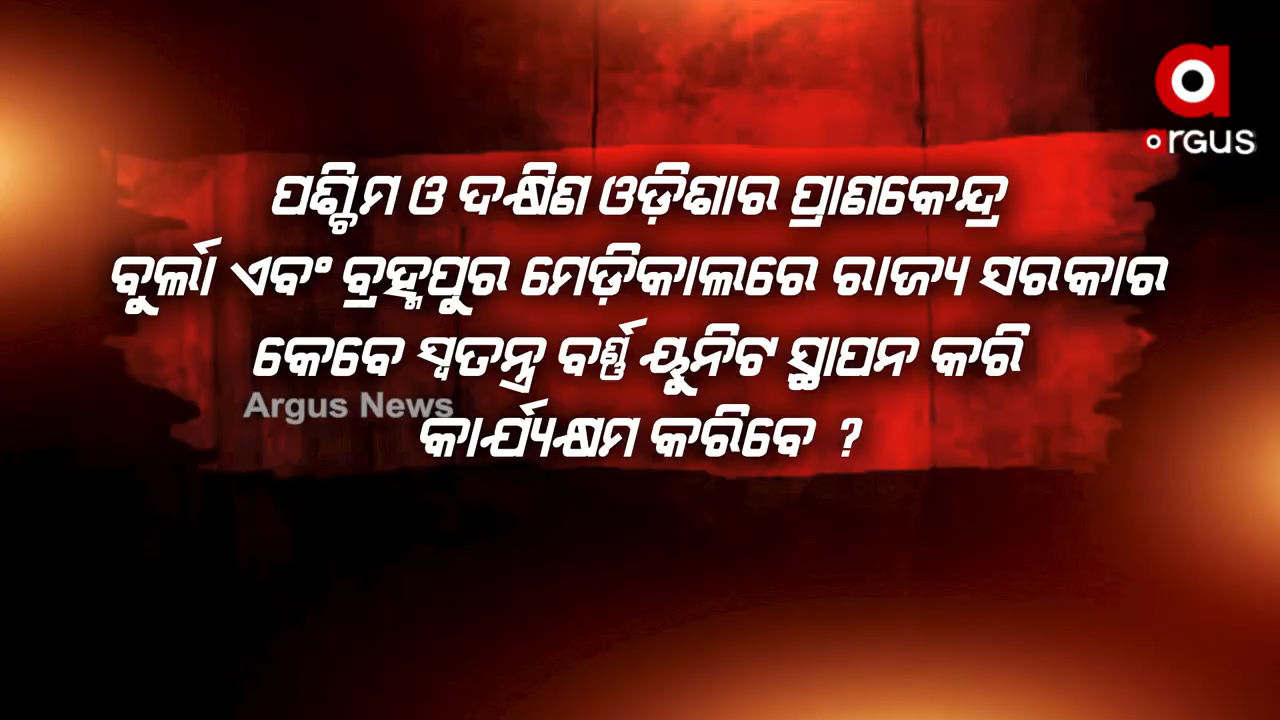 argus
ପଶ୍ଚିମ ଓ ଦକ୍ଷିଣ ଓଡ଼ିଶାର ପ୍ରାଣକେନ୍ଦ୍ର
ବୁର୍ଲା ଏବଂ ବ୍ରହ୍ମପୁର ମେଡ଼ିକାଲରେ ରାଜ୍ୟ ସରକାର
କେବେ ସ୍ୱତନ୍ତ୍ର ବର୍ଣ୍ଣ ୟୁନିଟ ସ୍ଥାପନ କରି
Argus News
କାର୍ଯ୍ୟକ୍ଷମ କରିବେ ?